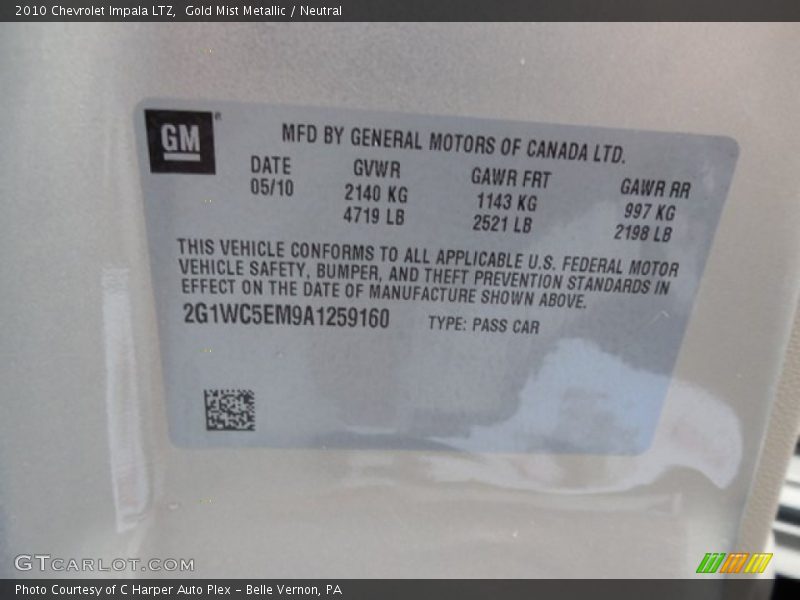 2010 Chevrolet Impala LTZ,  Gold Mist Metallic / Neutral
GM
MFD BY GENERAL MOTORS OF CANADA LTD.
DATE GVWR GAWR FRT GAWR RR
05/10 2140 KG 1143 KG 997 KG
4719 LB 2521 LB 2198 LB
THIS VEHICLE CONFORMS TO ALL APPLICABLE U.S. FEDERAL MOTOR
VEHICLE SAFETY, BUMPER, AND THEFT PREVENTION STANDARDS IN
EFFECT ON THE DATE OF MANUFACTURE SHOWN ABOVE.
2G1WC5EM9A1259160 TYPE: PASS CAR
GTCARLOT.COM
Photo Courtesy of C Harper Auto Plex - Belle Vernon, PA